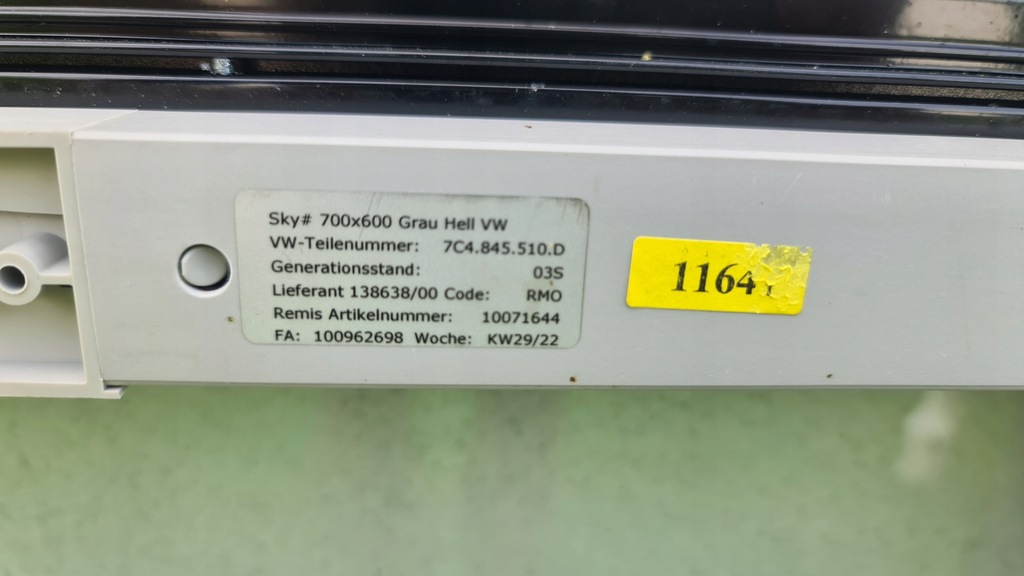 Sky# 700x600 Grau Hell VW
VW-Teilenummer: 7C4.845.510.D
Generationsstand: 03S
Lieferant 138638/00 Code: RMO
Remis Artikelnummer: 10071644
FA: 100962698 Woche: KW29/22